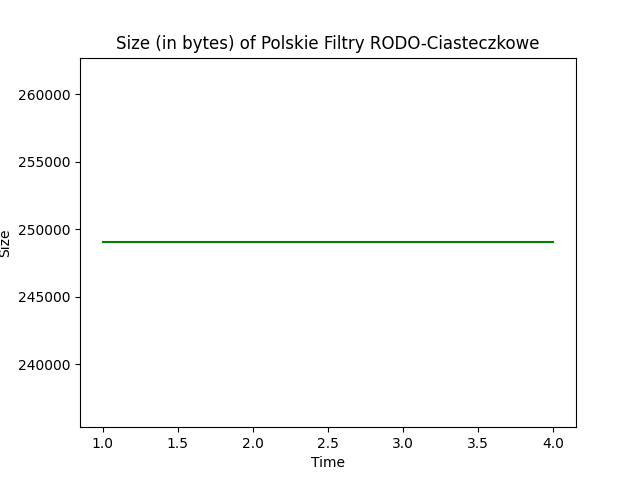 Size (in bytes) of Polskie Filtry RODO-Ciasteczkowe
260000
255000
250000
245000
240000
Size
1.0 1.5 2.0 2.5 3.0 3.5 4.0
Time